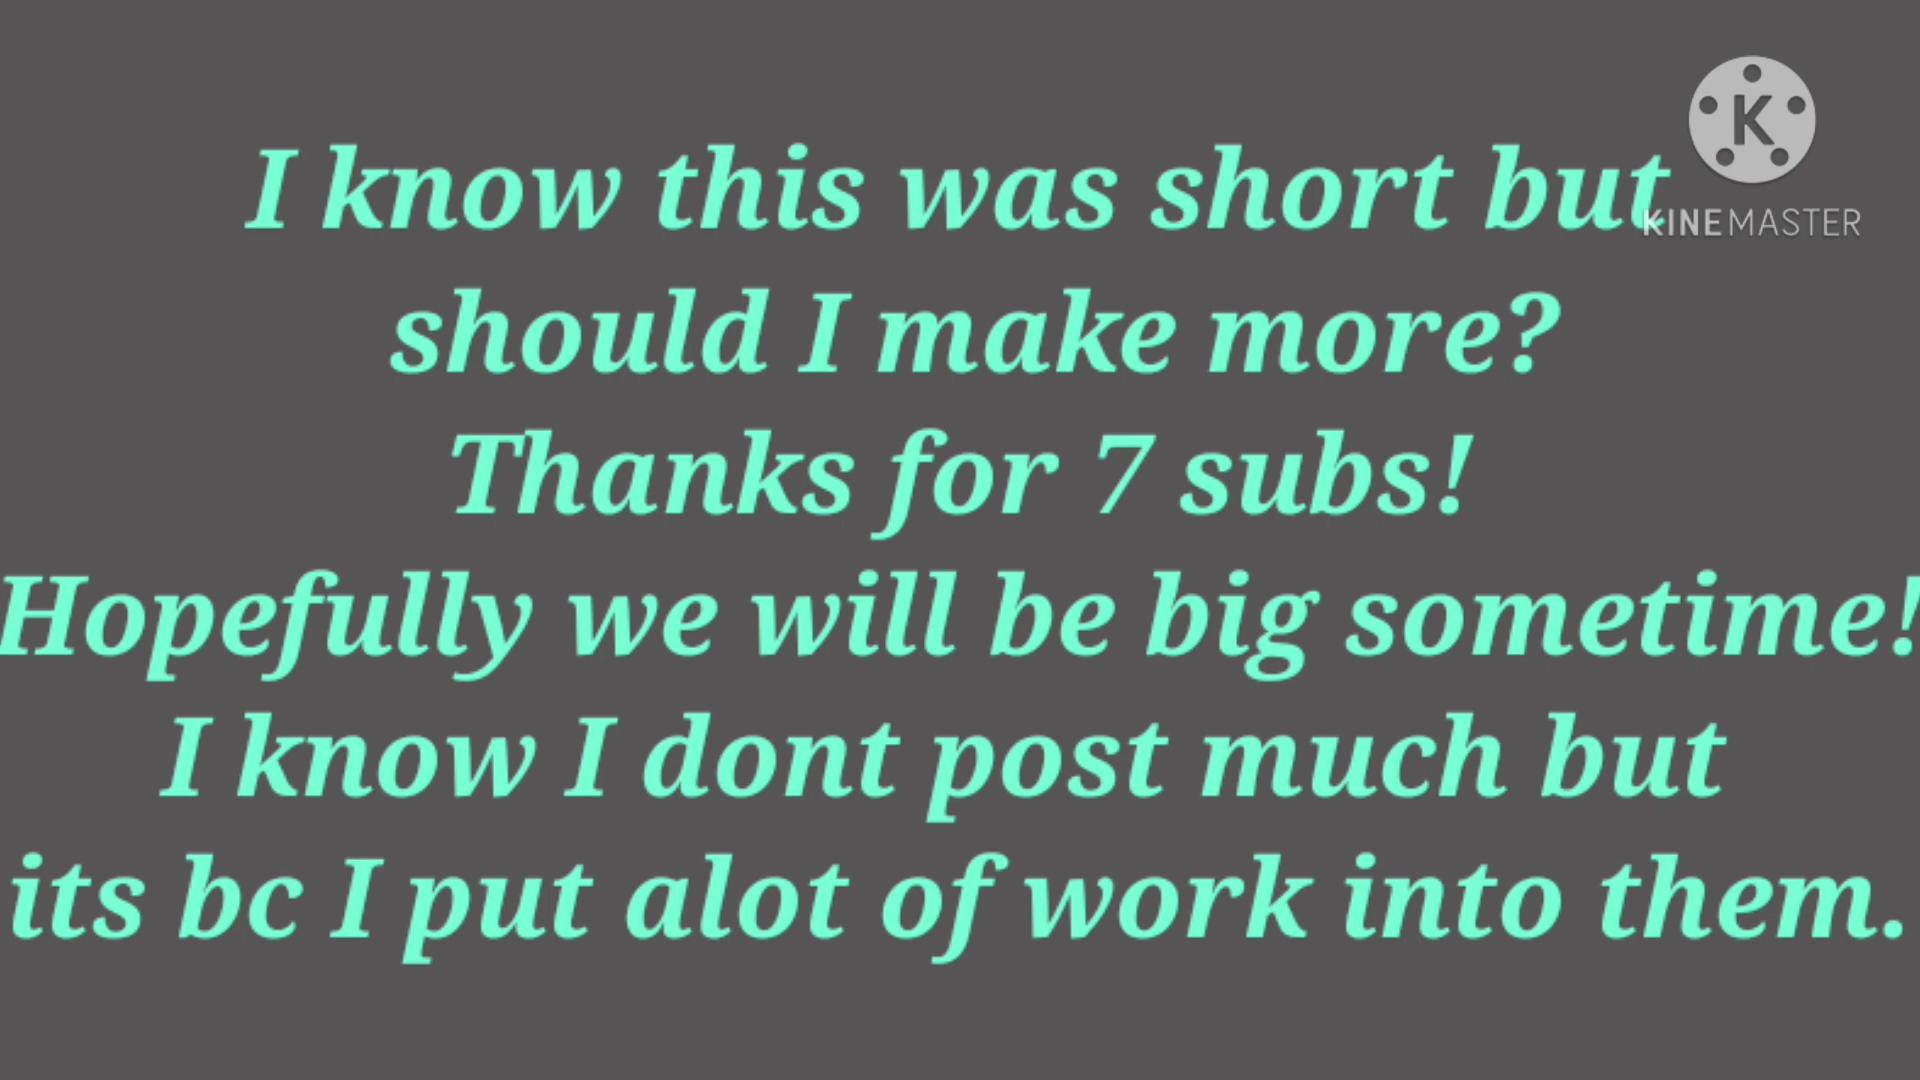 I know this was short but
K
KINEMASTER
should I make more?
Thanks for 7 subs!
Hopefully we will be big sometime!
I know I dont post much but
its bc I put alot of work into them.